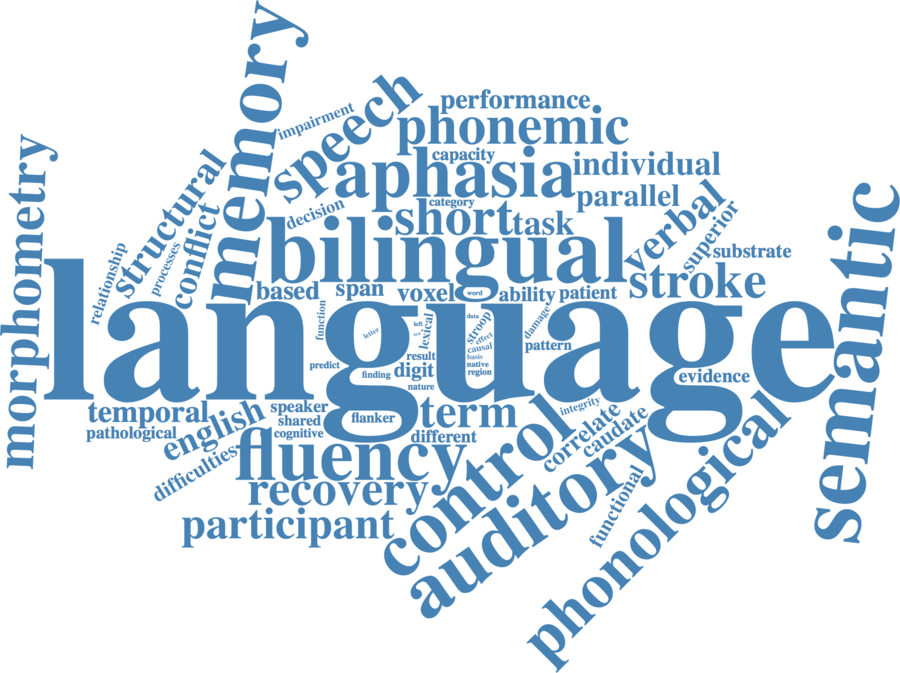 memory
speech
impairment
performance
phonemic
capacity
aphasia
individual
parallel
category
morphometry
structural
conflict
processes
relationship
decision
short
task
verbal
superior
substrate
bilingual
stroke
semantic
based
span
voxel
word
ability
patient
language
function
letter
left
lexical
data
stroop
effect
causal
basis
native
region
damage
pattern
predict
finding
result
digit
nature
evidence
temporal
pathological
english
difficulties
speaker
shared
cognitive
flanker
term
different
integrity
correlate
caudate
fluency
recovery
participant
control
auditory
functional
phonological